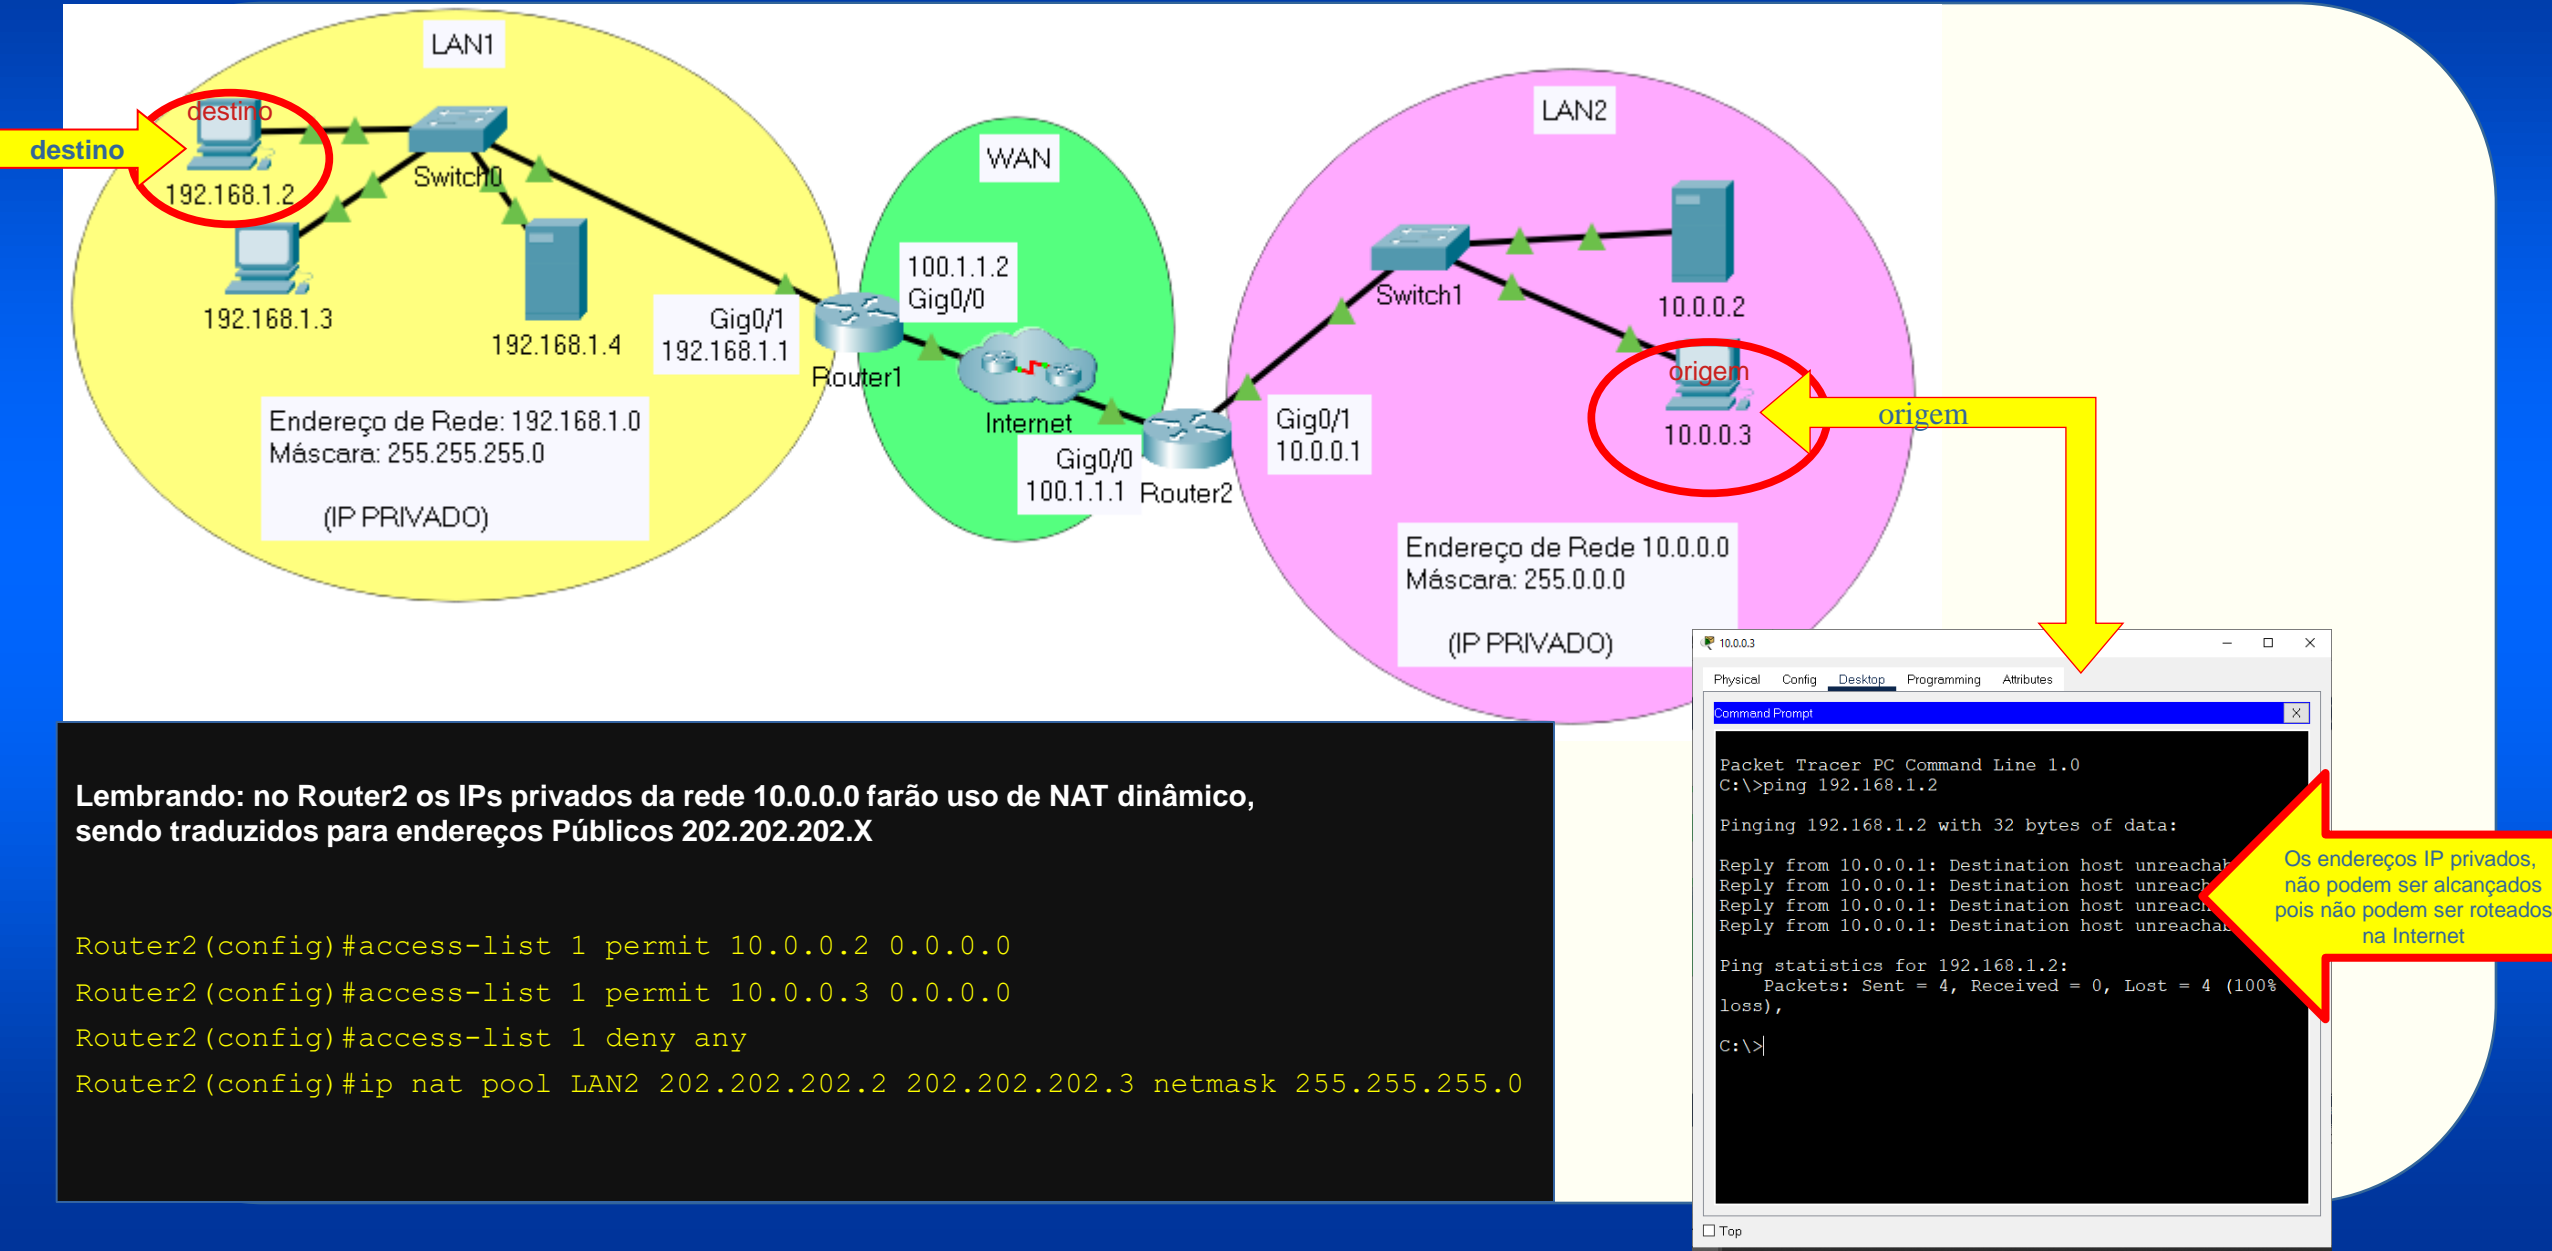 LAN1
destino
destino
192.168.1.2
Switch0
192.168.1.3
192.168.1.4
Gig0/1
192.168.1.1
Router1
Endereço de Rede: 192.168.1.0
Máscara: 255.255.255.0
(IP PRIVADO)
WAN
100.1.1.2
Gig0/0
Internet
Gig0/0
100.1.1.1
Router2
LAN2
Switch1
10.0.0.2
origem
10.0.0.3
origem
Gig0/1
10.0.0.1
Endereço de Rede 10.0.0.0
Máscara: 255.0.0.0
(IP PRIVADO)
Lembrando: no Router2 os IPs privados da rede 10.0.0.0 farão uso de NAT dinâmico,
sendo traduzidos para endereços Públicos 202.202.202.X
Router2(config)#access-list 1 permit 10.0.0.2 0.0.0.0
Router2(config)#access-list 1 permit 10.0.0.3 0.0.0.0
Router2(config)#access-list 1 deny any
Router2(config)#ip nat pool LAN2 202.202.202.2 202.202.202.3 netmask 255.255.255.0
10.0.0.3
Physical Config Desktop Programming Attributes
Command Prompt
X
Packet Tracer PC Command Line 1.0
C:\>ping 192.168.1.2
Pinging 192.168.1.2 with 32 bytes of data:
Reply from 10.0.0.1: Destination host
Reply from 10.0.0.1: Destination host
Reply from 10.0.0.1: Destination host
Reply from 10.0.0.1: Destination host
Ping statistics for 192.168.1.2:
Packets: Sent = 4, Received = 0, Lost = 4 (100%
loss),
C:\>
Top
Os endereços IP privados,
não podem ser alcançados
pois não podem ser roteados
na Internet